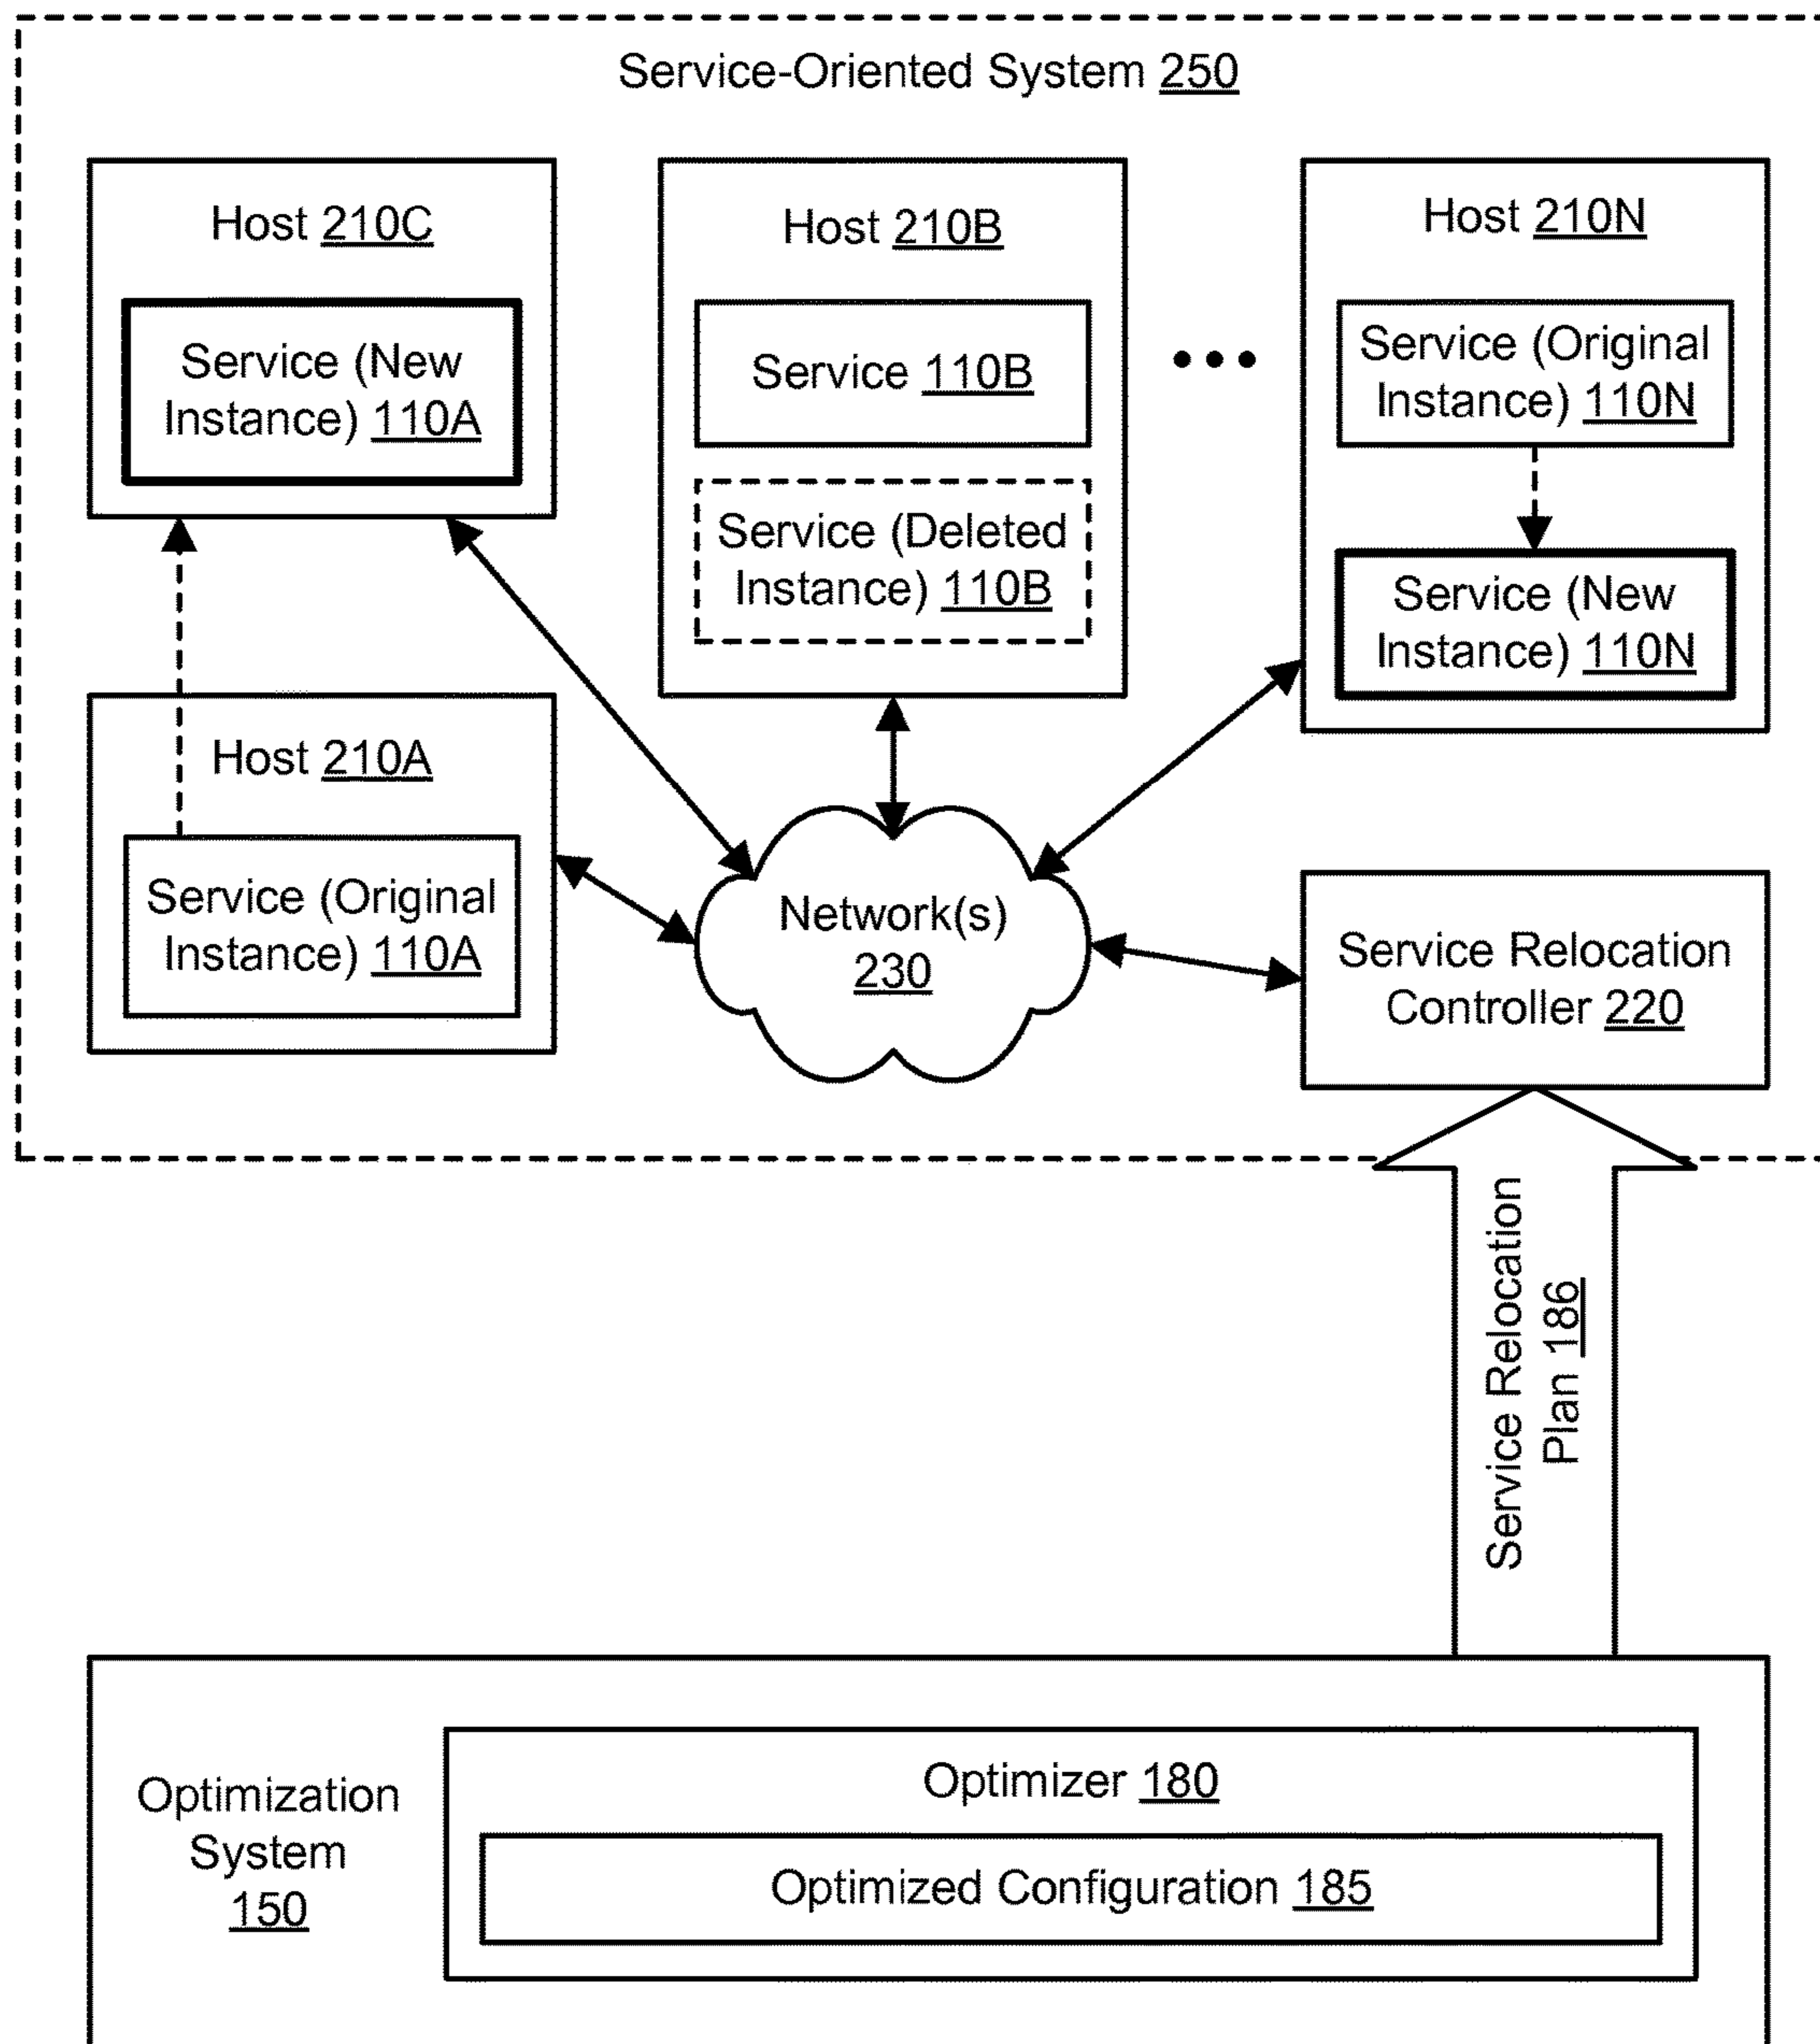 Service-Oriented System 250
Host 210C
Service (New
Instance) 110A
Host 210B
Service 110B
Service (Deleted
Instance) 110B
Host 210N
Service (Original
Instance) 110N
Service (New
Instance) 110N
Host 210A
Service (Original
Instance) 110A
Network(s)
230
Service Relocation
Controller 220
Service Relocation
Plan 186
Optimization
System
150
Optimizer 180
Optimized Configuration 185